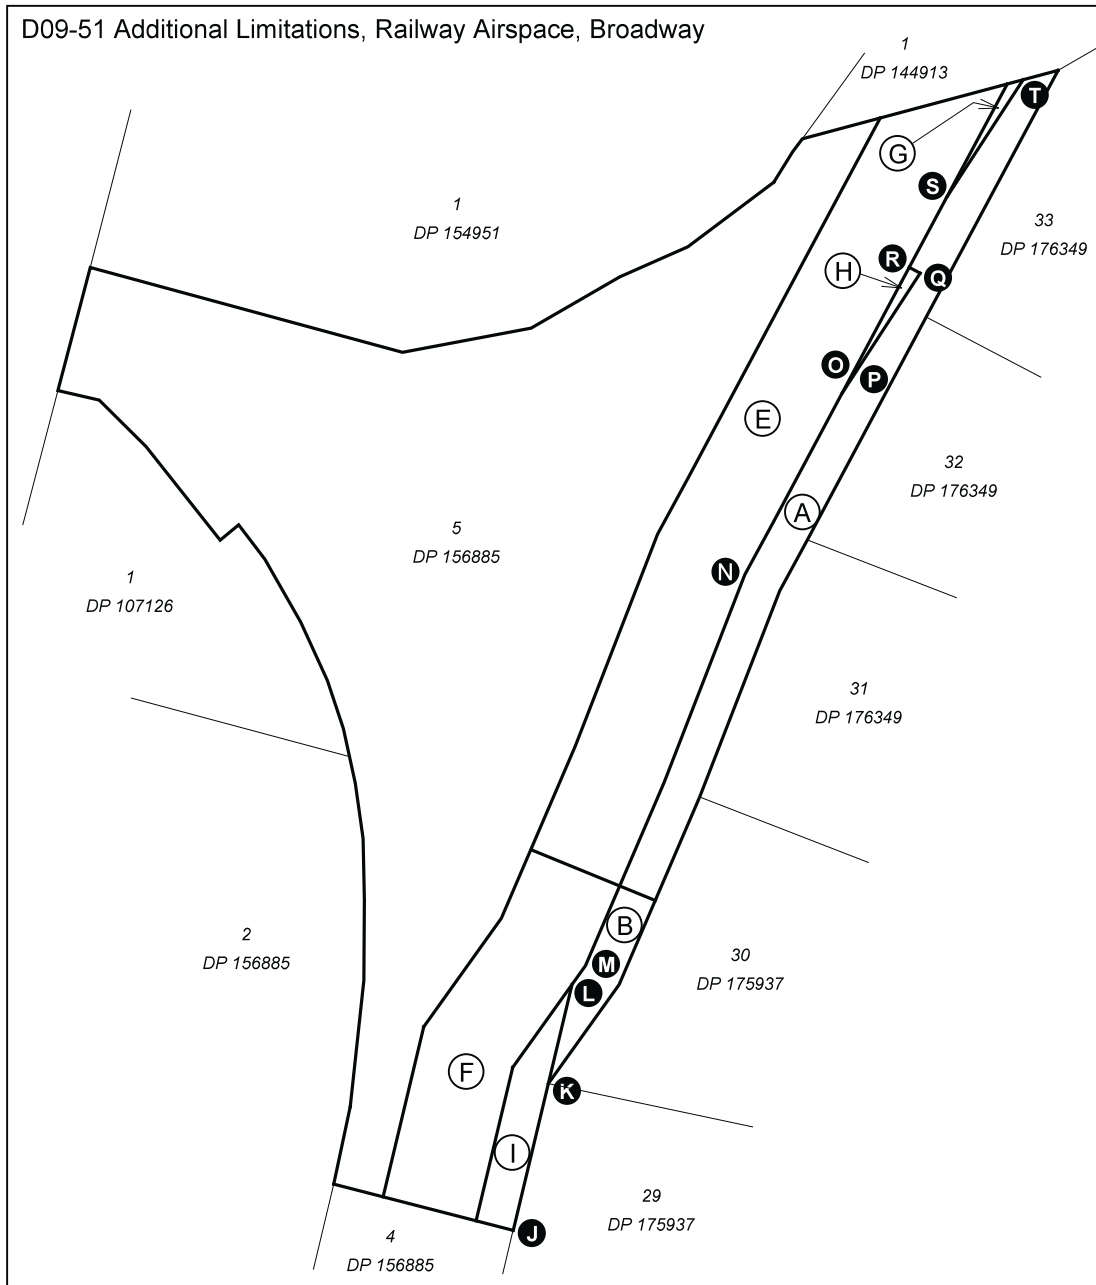 D09-51 Additional Limitations, Railway Airspace, Broadway
1
DP 144913
T
G
S
1
DP 154951
33
DP 176349
R
H
Q
O
P
E
32
DP 176349
A
5
DP 156885
N
1
DP 107126
31
DP 176349
B
2
DP 156885
M
30
DP 175937
L
F
K
I
29
DP 175937
J
4
DP 156885